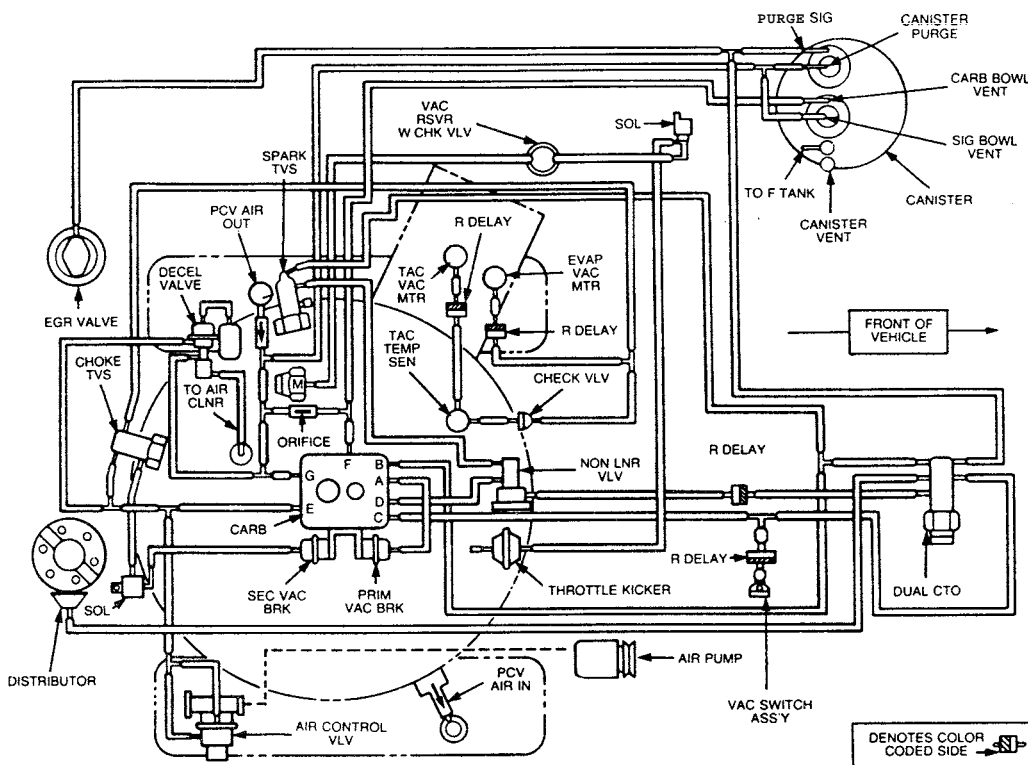 PURGE SIG
CANISTER
PURGE
CARB BOWL
VENT
SIG BOWL
VENT
TO F TANK
CANISTER
CANISTER
VENT
VAC
RSVR
W CHK VLV
SOL
SPARK
TVS
PCV AIR
OUT
R DELAY
DECEL
VALVE
TAC
VAC
MTR
EVAP
VAC
MTR
EGR VALVE
R DELAY
FRONT OF
VEHICLE
CHOKE
TVS
TAC
TEMP
SEN
M
CHECK VLV
TO AIR
CLNR
ORIFICE
R DELAY
F
B
G
A
NON LNR
VLV
D
E
C
CARB
R DELAY
SOL
SEC VAC
BRK
PRIM
VAC BRK
THROTTLE KICKER
DUAL CTO
DISTRIBUTOR
AIR PUMP
PCV
AIR IN
VAC SWITCH
ASS'Y
AIR CONTROL
VLV
DENOTES COLOR
CODED SIDE